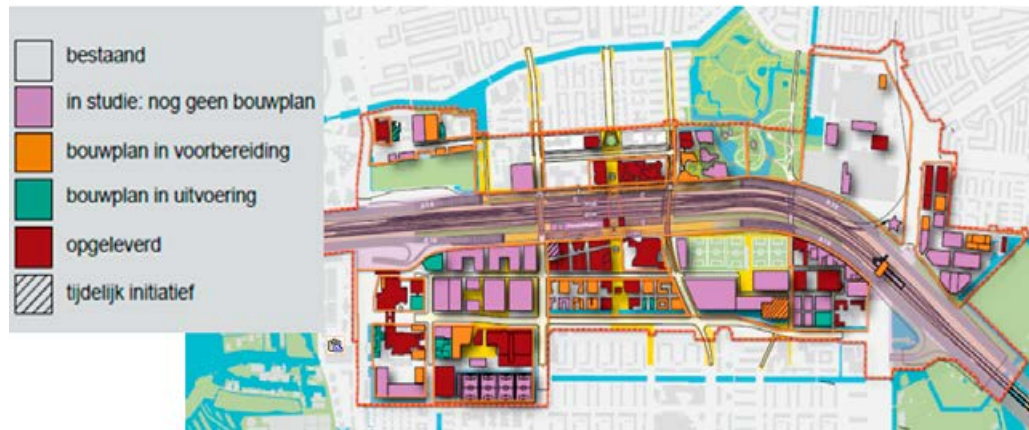 bestaand
in studie: nog geen bouwplan
bouwplan in voorbereiding
bouwplan in uitvoering
opgeleverd
tijdelijk initiatief